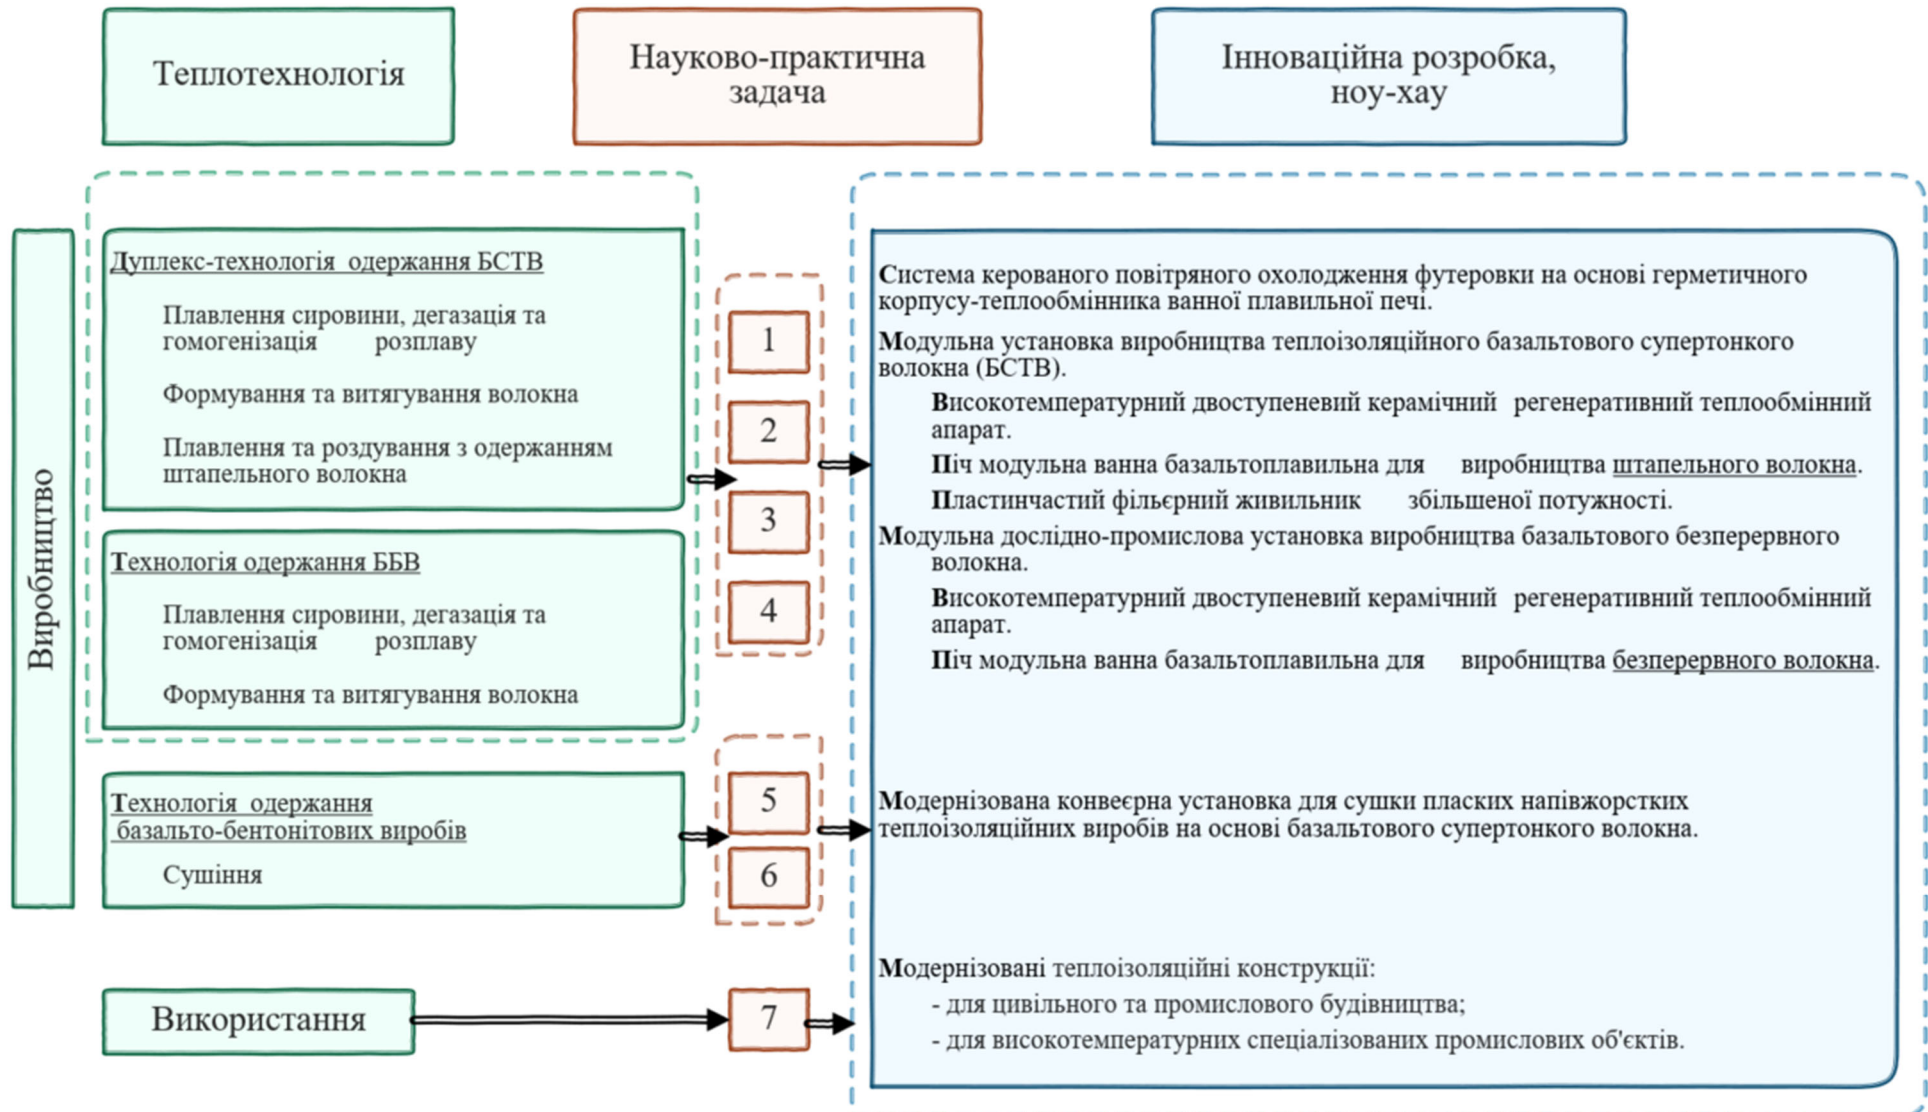 Теплотехнологія
Науково-практична
задача
Інноваційна розробка,
ноу-хау
Виробництво
Дуплекс-технологія одержання БСТВ
Плавлення сировини, дегазація та
гомогенізація розплаву
Формування та витягування волокна
Плавлення та роздування з одержанням
штапельного волокна
Технологія одержання ББВ
Плавлення сировини, дегазація та
гомогенізація розплаву
Формування та витягування волокна
Технологія одержання
базальто-бентонітових виробів
Сушіння
Використання
1
2
3
4
5
6
7
Система керованого повітряного охолодження футеровки на основі герметичного
корпусу-теплообмінника ванної плавильної печі.
Модульна установка виробництва теплоізоляційного базальтового супертонкого
волокна (БСТВ).
Високотемпературний двоступеневий керамічний регенеративний теплообмінний
апарат.
Піч модульна ванна базальтоплавильна для виробництва штапельного волокна.
Пластинчастий фільєрний живильник збільшеної потужності.
Модульна дослідно-промислова установка виробництва базальтового безперервного
волокна.
Високотемпературний двоступеневий керамічний регенеративний теплообмінний
апарат.
Піч модульна ванна базальтоплавильна для виробництва безперервного волокна.
Модернізована конвеєрна установка для сушки пласких напівжорстких
теплоізоляційних виробів на основі базальтового супертонкого волокна.
Модернізовані теплоізоляційні конструкції:
- для цивільного та промислового будівництва;
- для високотемпературних спеціалізованих промислових об'єктів.